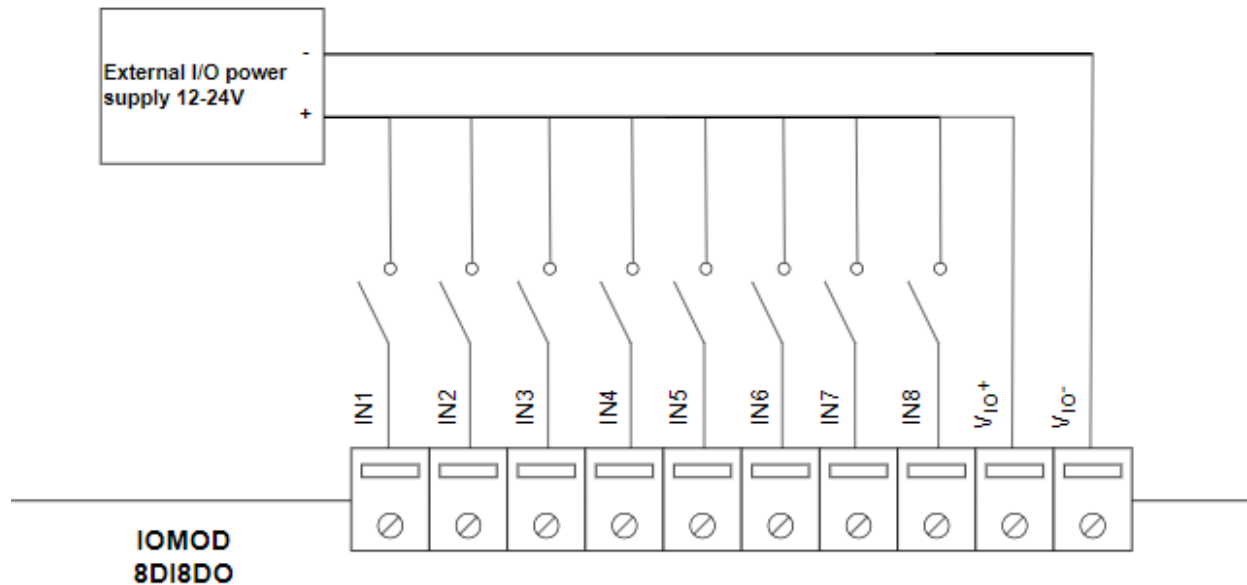 External I/O power
supply 12-24V
-
+
IN1
IN2
IN3
IN4
IN5
IN6
IN7
IN8
VIO+
VIO-
IOMOD
8DI8DO